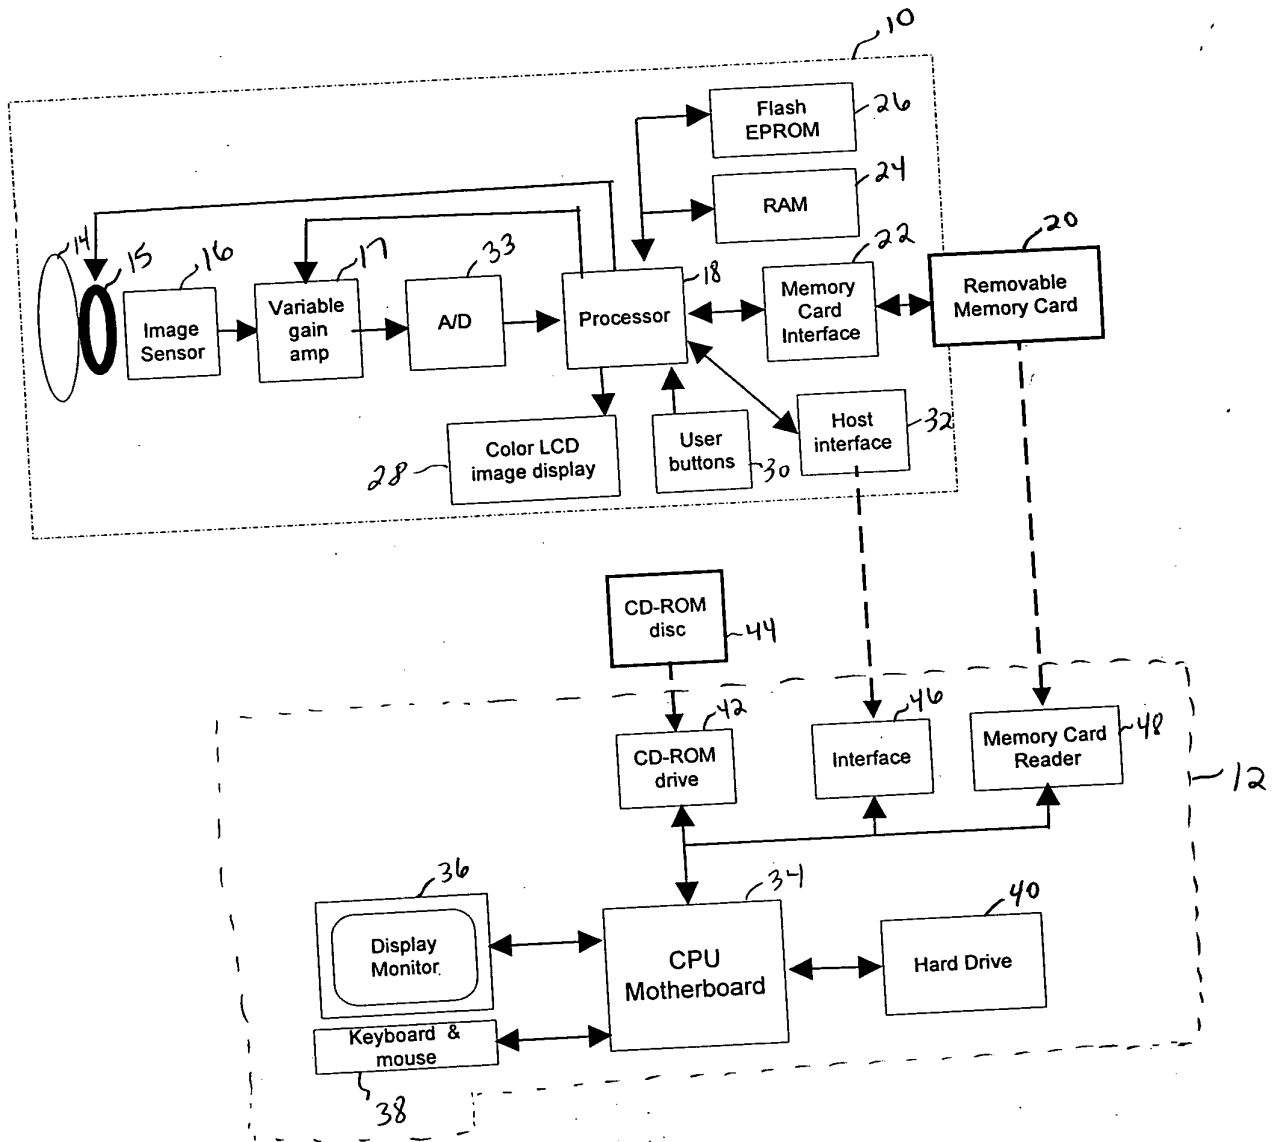 10
Flash
EPROM
26
RAM
24
14
15
16
17
33
18
22
20
Image
Sensor
Variable
gain
amp
A/D
Processor
Memory
Card
Interface
Removable
Memory Card
Color LCD
image display
28
User
buttons
30
Host
interface
32
CD-ROM
disc
44
42
46
48
12
CD-ROM
drive
Interface
Memory Card
Reader
36
34
40
Display
Monitor
CPU
Motherboard
Hard Drive
Keyboard & 
mouse
38